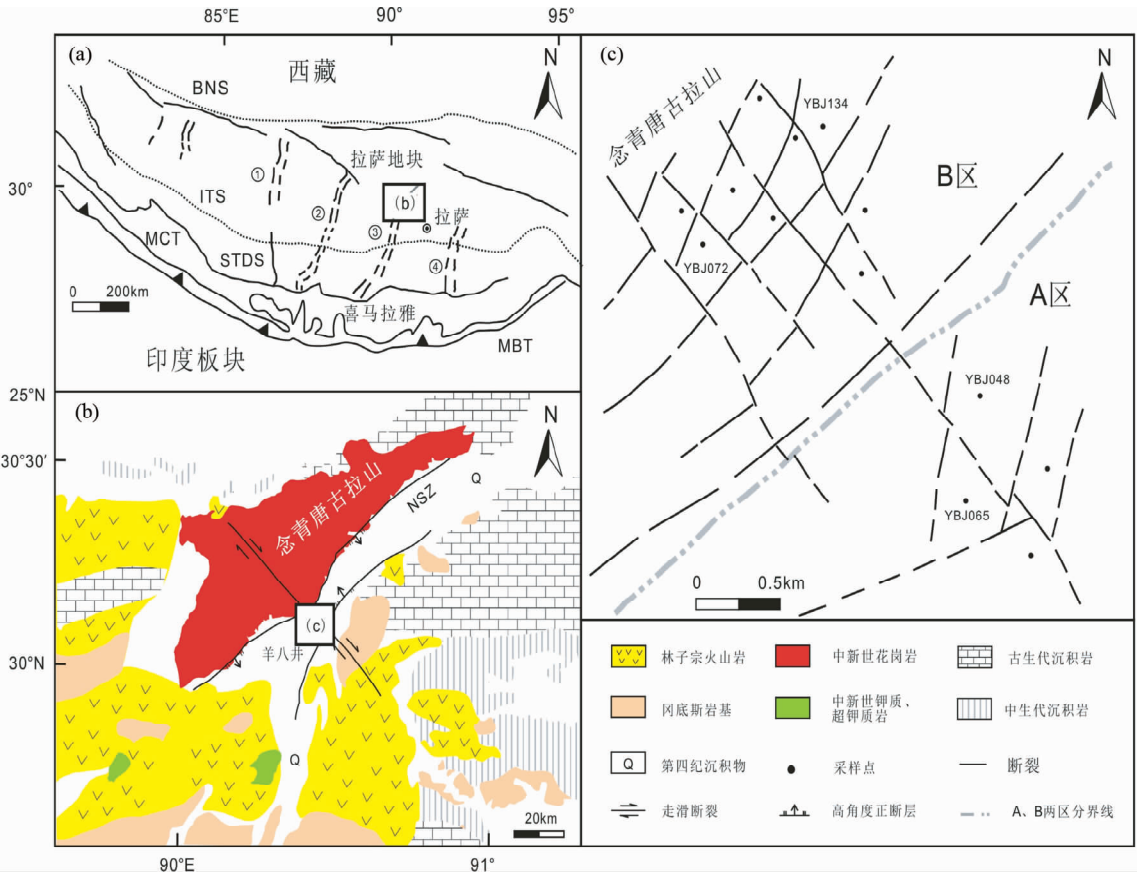 85°E
90°
95°
(a)
N
西藏
BNS
拉萨地块
①
30°
ITS
②
(b)
③
拉萨
MCT
STDS
④
0
200km
喜马拉雅
MBT
印度板块
25°N
(b)
N
30°30′
Q
念青唐古拉山
NSZ
(c)
羊八井
30°N
Q
20km
90°E
91°
(c)
N
念青唐古拉山
YBJ134
B区
YBJ072
A区
YBJ048
YBJ065
0
0.5km
林子宗火山岩
中新世花岗岩
古生代沉积岩
冈底斯岩基
中新世钾质、
超钾质岩
中生代沉积岩
Q
第四纪沉积物
采样点
断裂
走滑断裂
高角度正断层
A、B两区分界线